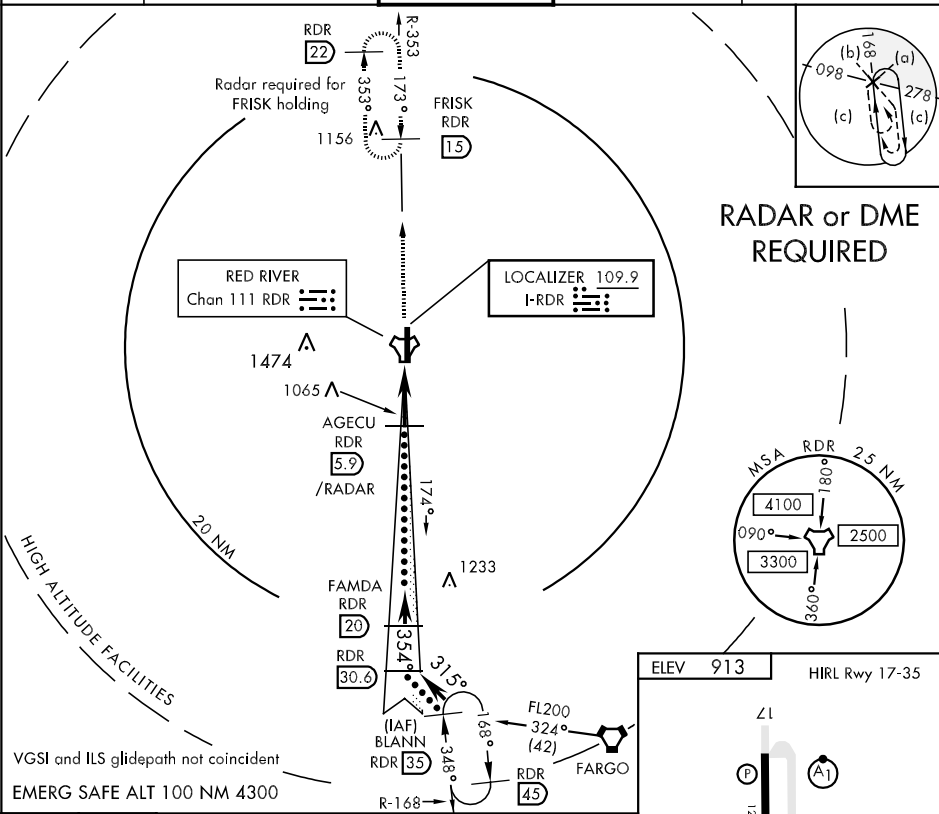 RDR
22
R-353
Radar required for
FRISK holding
353°
173°
FRISK
RDR
15
1156
168
(b)
(a)
098
278
(c)
(c)
RADAR or DME
REQUIRED
RED RIVER
Chan 111 RDR
LOCALIZER 109.9
I-RDR
1474
1065
AGECU
RDR
5.9
/RADAR
174°
20 NM
HIGH ALTITUDE FACILITIES
1233
FAMDA
RDR
20
354°
RDR
30.6
315°
(IAF)
BLANN
RDR 35
348°
168°
R-168
RDR
45
FL200
324°
(42)
FARGO
MSA RDR 25 NM
180°
4100
090°
2500
3300
360°
ELEV 913
HIRL Rwy 17-35
17
P
A1
VGSI and ILS glidepath not coincident
EMERG SAFE ALT 100 NM 4300